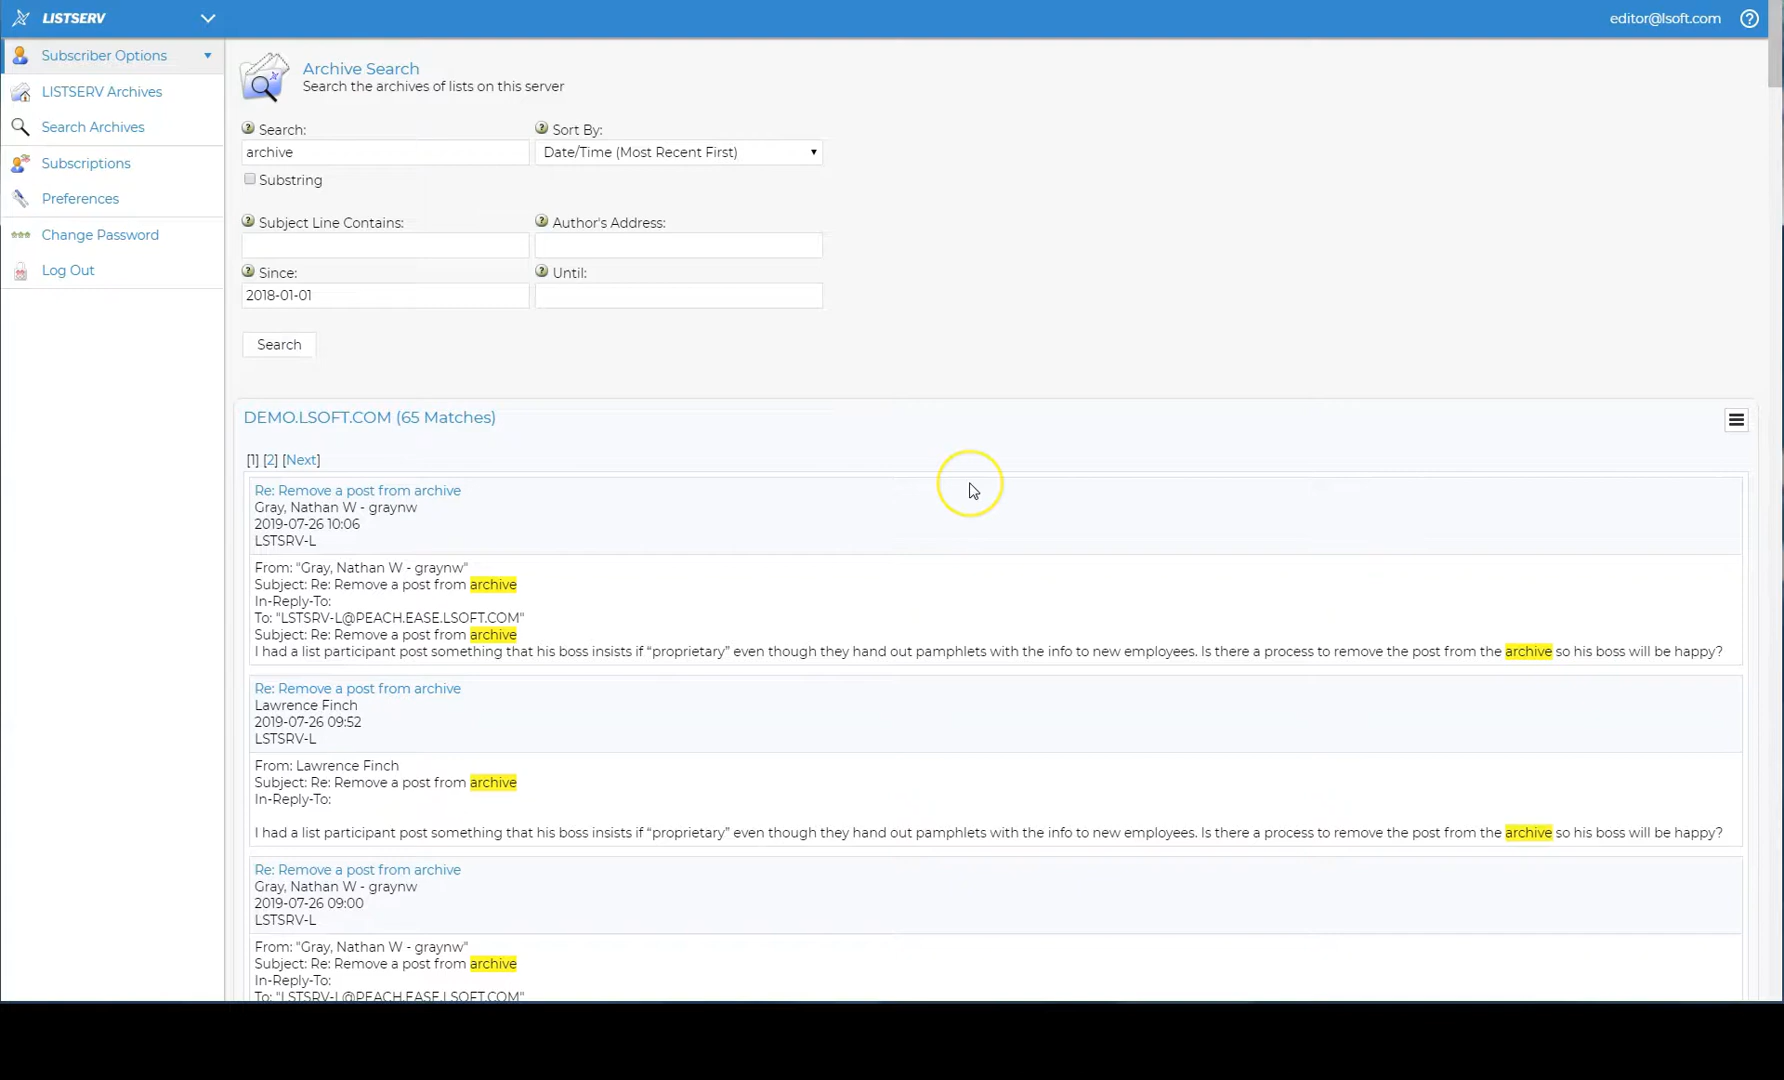 LISTSERV
editor@lsoft.com
Subscriber Options
LISTSERV Archives
Search Archives
Subscriptions
Preferences
Change Password
Log Out
Archive Search
Search the archives of lists on this server
Search: Sort By:
archive Date/Time (Most Recent First)
Substring
Subject Line Contains: Author's Address:
Since: Until:
2018-01-01
Search
DEMO.LSOFT.COM (65 Matches)
[1] [2] [Next]
Re: Remove a post from archive
Gray, Nathan W - graynw
2019-07-26 10:06
LSTSRV-L
From: "Gray, Nathan W - graynw"
Subject: Re: Remove a post from archive
In-Reply-To:
To: "LSTSRV-L@PEACH.EASE.LSOFT.COM"
Subject: Re: Remove a post from archive
I had a list participant post something that his boss insists if “proprietary” even though they hand out pamphlets with the info to new employees. Is there a process to remove the post from the archive so his boss will be happy?
Re: Remove a post from archive
Lawrence Finch
2019-07-26 09:52
LSTSRV-L
From: Lawrence Finch
Subject: Re: Remove a post from archive
In-Reply-To:
I had a list participant post something that his boss insists if “proprietary” even though they hand out pamphlets with the info to new employees. Is there a process to remove the post from the archive so his boss will be happy?
Re: Remove a post from archive
Gray, Nathan W - graynw
2019-07-26 09:00
LSTSRV-L
From: "Gray, Nathan W - graynw"
Subject: Re: Remove a post from archive
In-Reply-To:
To: "LSTSRV-L@PEACH.EASE.LSOFT.COM"